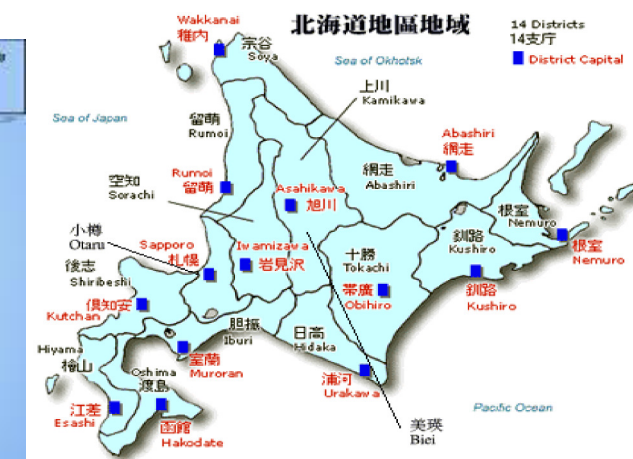 北海道地區地域
14 Districts
14支庁
District Capital
Wakkanai
稚内
宗谷
Soya
Sea of Okhotsk
上川
Kamikawa
Sea of Japan
留萌
Rumoi
Abashiri
網走
網走
Abashiri
空知
Sorachi
Rumoi
留萌
Asahikawa
旭川
根室
Nemuro
小樽
Otaru
Sapporo
札幌
Iwamizawa
岩見沢
十勝
Tokachi
釧路
Kushiro
根室
Nemuro
後志
Shiribeshi
倶知安
Kutchan
帯廣
Obihiro
釧路
Kushiro
胆振
Iburi
日高
Hidaka
Hiyama
桧山
Oshima
渡島
室蘭
Muroran
浦河
Urakawa
江差
Esashi
函館
Hakodate
美瑛
Biei
Pacific Ocean